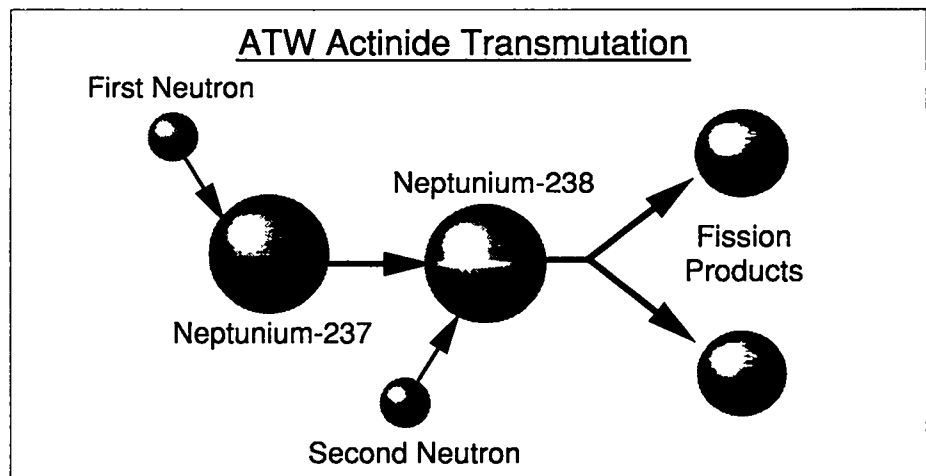 ATW Actinide Transmutation
First Neutron
Neptunium-238
Fission
Products
Neptunium-237
Second Neutron